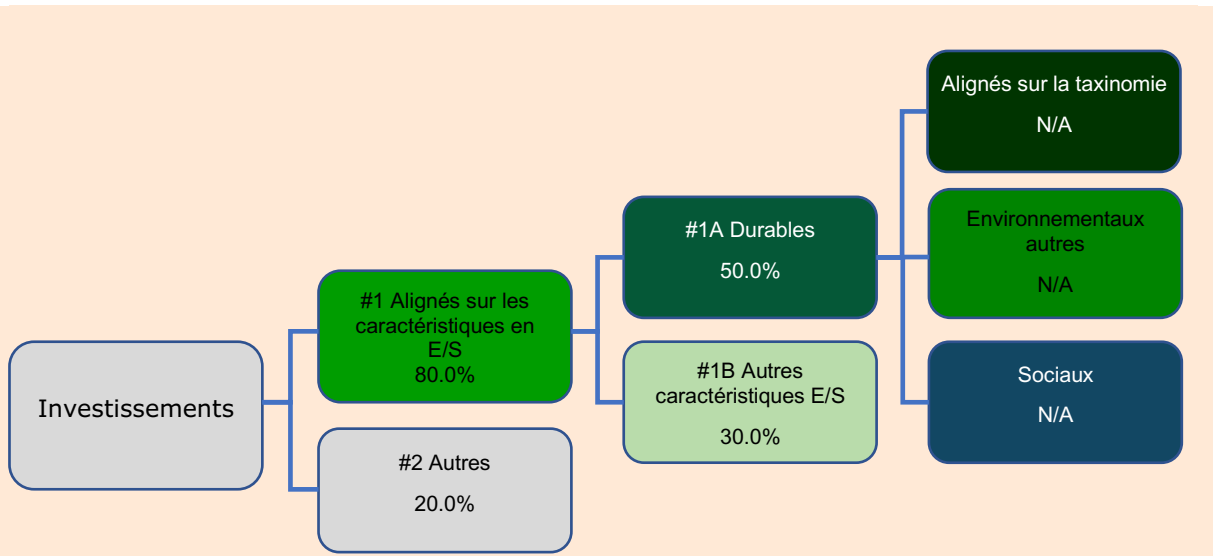 Investissements
#1 Alignés sur les
caractéristiques en
E/S
80.0%
#2 Autres
20.0%
#1A Durables
50.0%
#1B Autres
caractéristiques E/S
30.0%
Alignés sur la taxinomie
N/A
Environnementaux
autres
N/A
Sociaux
N/A